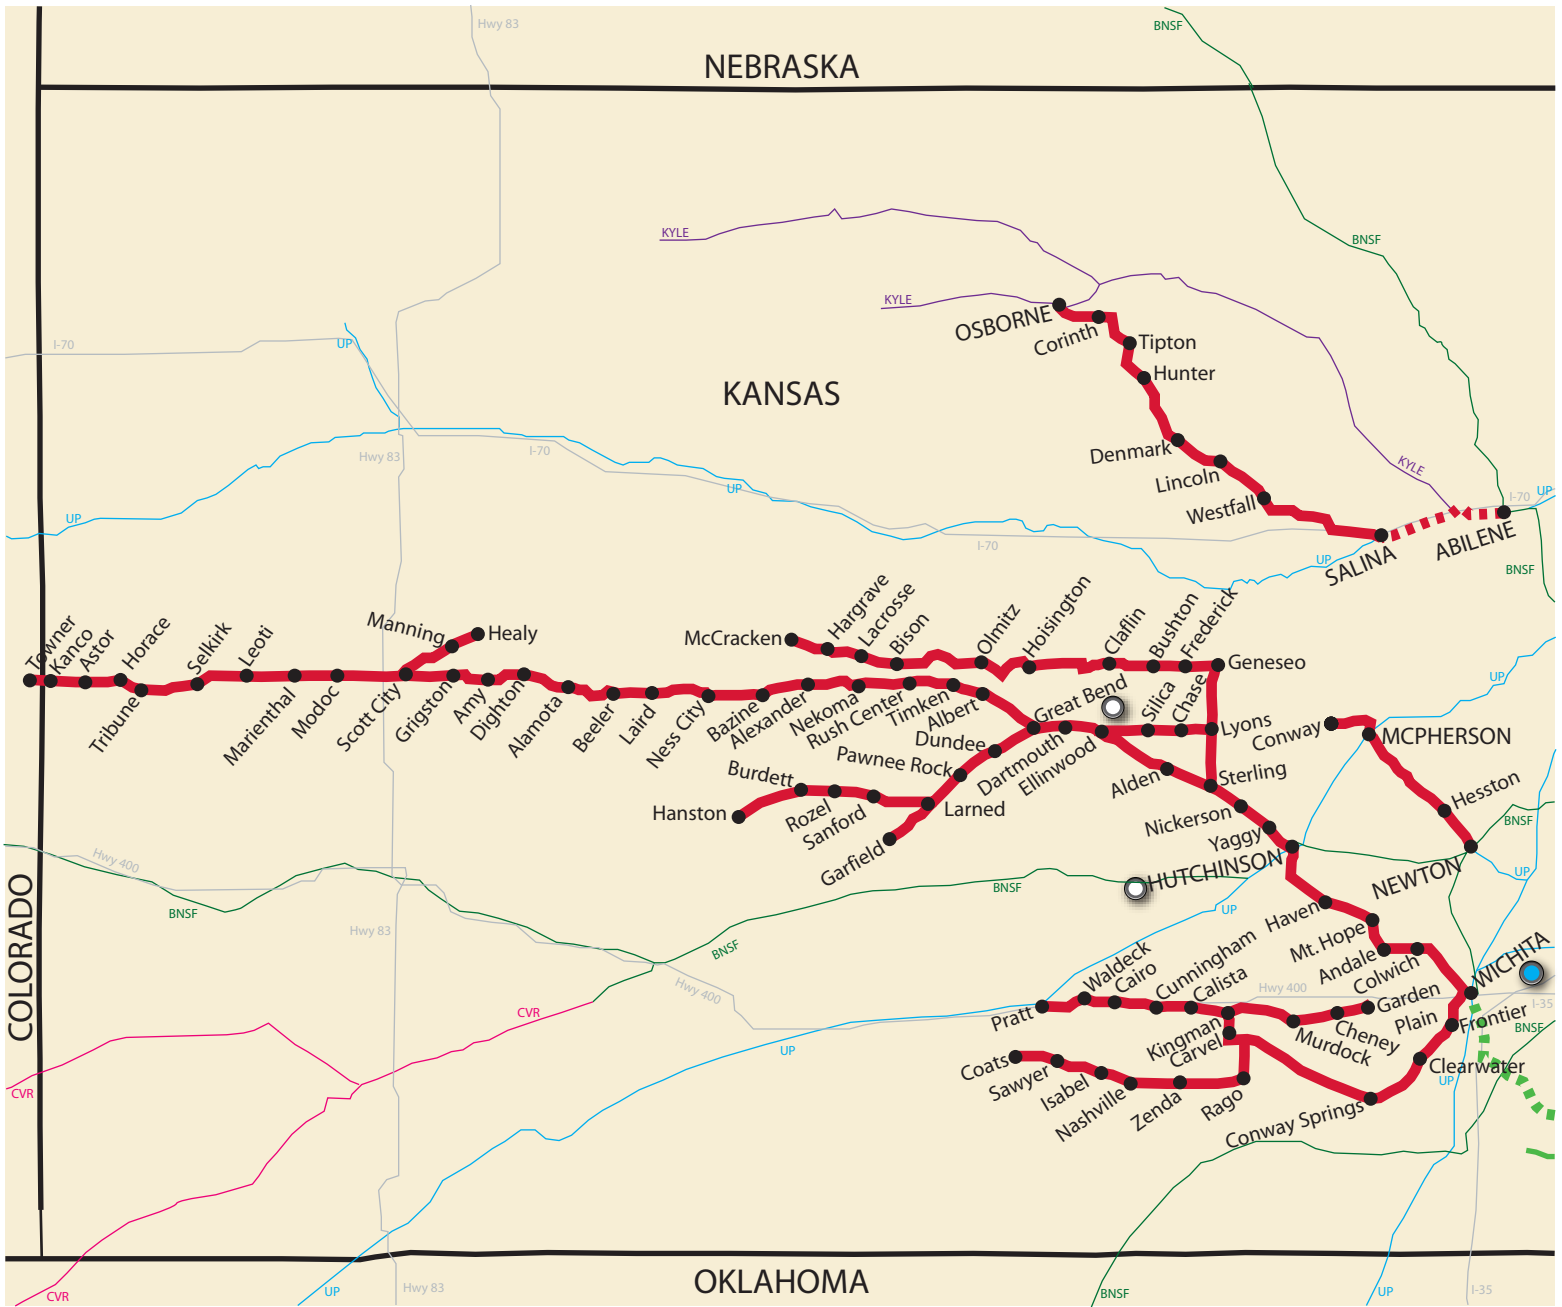 Hwy 83
BNSF
NEBRASKA
KYLE
BNSF
KYLE
OSBORNE
Corinth
Tipton
I-70
UP
Hunter
KANSAS
Denmark
Hwy 83
I-70
KYLE
Lincoln
UP
Westfall
I-70
UP
UP
ABILENE
I-70
UP
SALINA
BNSF
Towner
Kanco
Astor
Horace
Selkirk
Leoti
Manning
Healy
McCracken
Hargrave
Lacrosse
Bison
Olmitz
Hoisington
Claflin
Bushton
Frederick
Geneseo
UP
Tribune
Marienthal
Modoc
Scott City
Grigston
Amy
Dighton
Alamota
Beeler
Laird
Ness City
Bazine
Alexander
Nekoma
Rush Center
Timken
Albert
Great Bend
Silica
Chase
Lyons
Conway
MCPHERSON
Dundee
Pawnee Rock
Dartmouth
Ellinwood
Alden
Sterling
Hesston
Burdett
Hanston
Rozel
Sanford
Larned
Nickerson
BNSF
Garfield
Yaggy
Hwy 400
HUTCHINSON
NEWTON
UP
BNSF
BNSF
COLORADO
Hwy 83
BNSF
UP
Haven
Mt. Hope
Andale
Colwich
WICHITA
Hwy 400
Waldeck
Cairo
Cunningham
Calista
Hwy 400
Garden
Plain
I-35
CVR
Pratt
Kingman
Carvel
Murdock
Cheney
Frontier
BNSF
UP
Coats
Sawyer
Isabel
Nashville
Zenda
Rago
Clearwater
UP
CVR
Conway Springs
OKLAHOMA
CVR
UP
Hwy 83
BNSF
UP
I-35